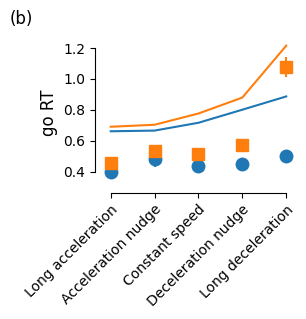 (b)
go RT
1.2
1.0
0.8
0.6
0.4
Long acceleration
Acceleration nudge
Constant speed
Deceleration nudge
Long deceleration